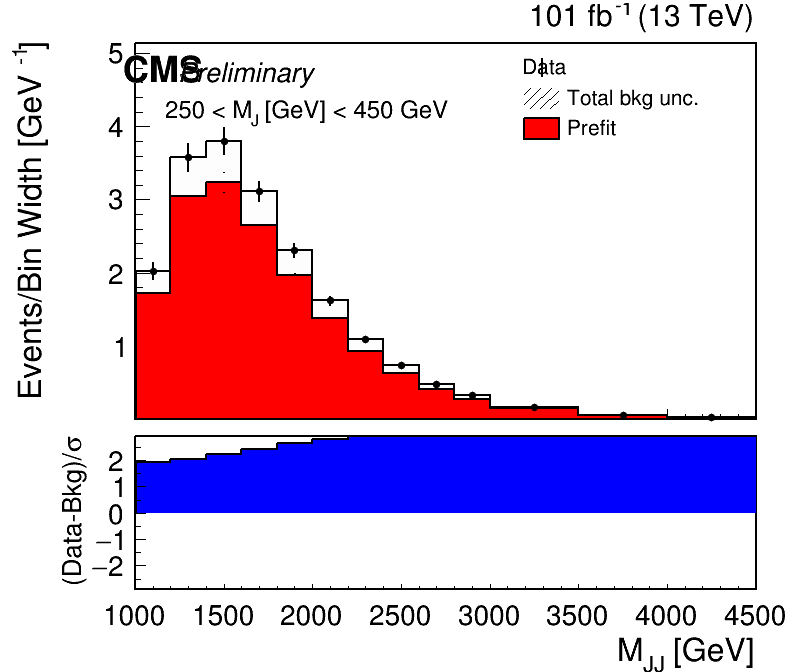 101 fb-1 (13 TeV)
CMS Preliminary
250 < MJ [GeV] < 450 GeV
Data
Total bkg unc.
Prefit
Events/Bin Width [GeV-1]
5
4
3
2
1
(Data-Bkg)/σ
2
1
0
−1
−2
1000 1500 2000 2500 3000 3500 4000 4500
MJJ [GeV]